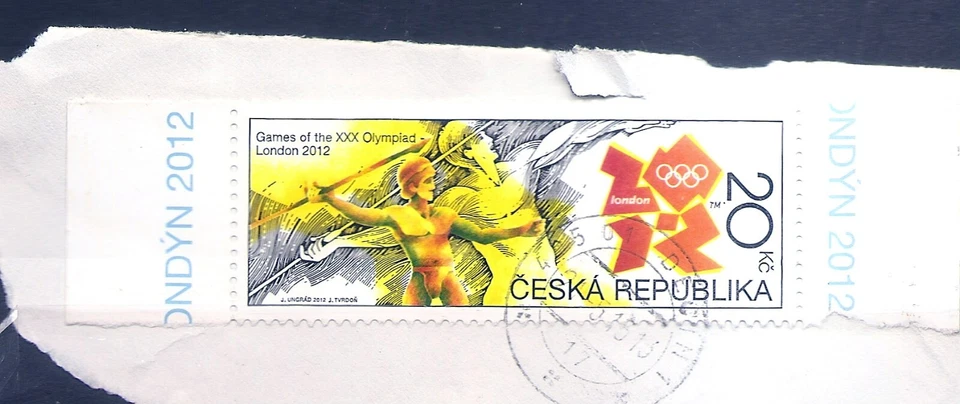 ONDÝN 2012
Games of the XXX Olympiad -
London 2012
london
TM
20
Kč
J. UNGRÁD 2012 J. TVRDOŇ
ČESKÁ REPUBLIKA
ONDÝN 2012